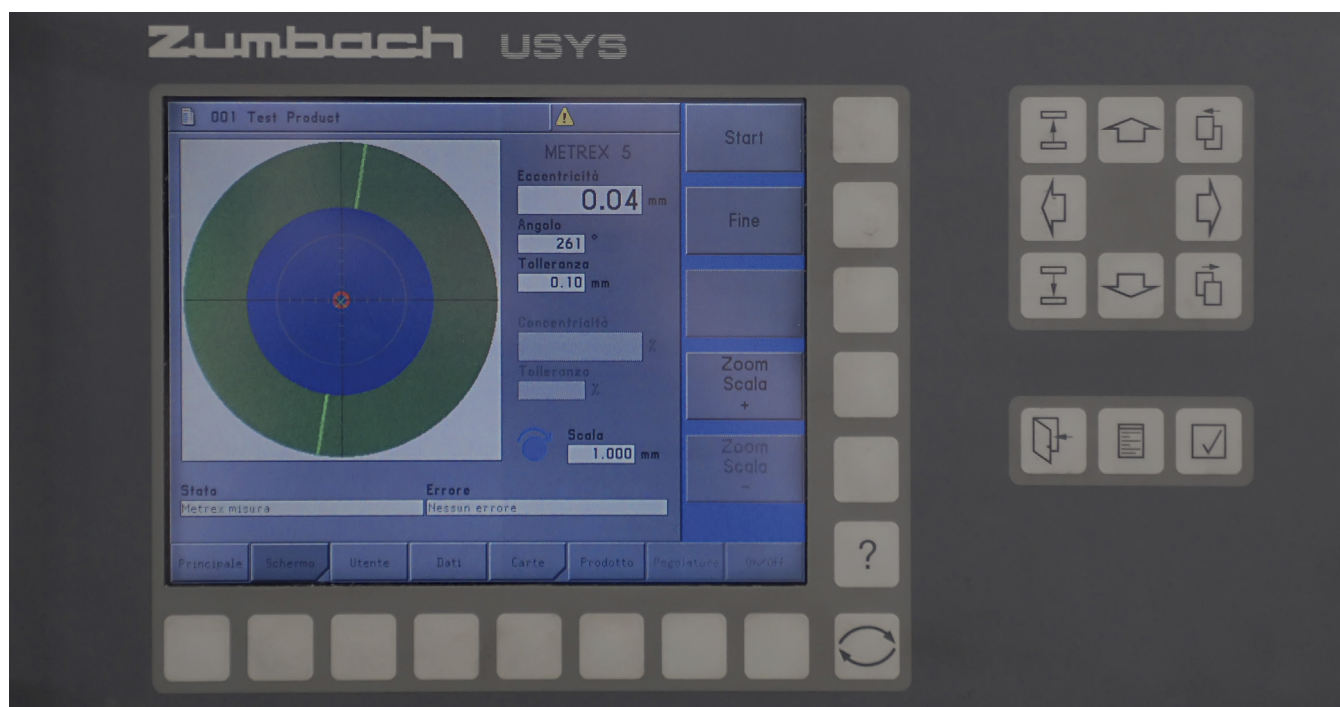 Zumbach USYS
001 Test Product
METREX 5
Eccentricità
0.04 mm
Angolo
261 °
Tolleranza
0.10 mm
Concentricità
%
Tolleranza
%
Scala
1.000 mm
Stato
Errore
Metrex misura
Nessun errore
Start
Fine
Zoom
Scala
+
Zoom
Scala
-
Principale Schermo Utente Dati Carte Prodotto Regolatore On/Off
?